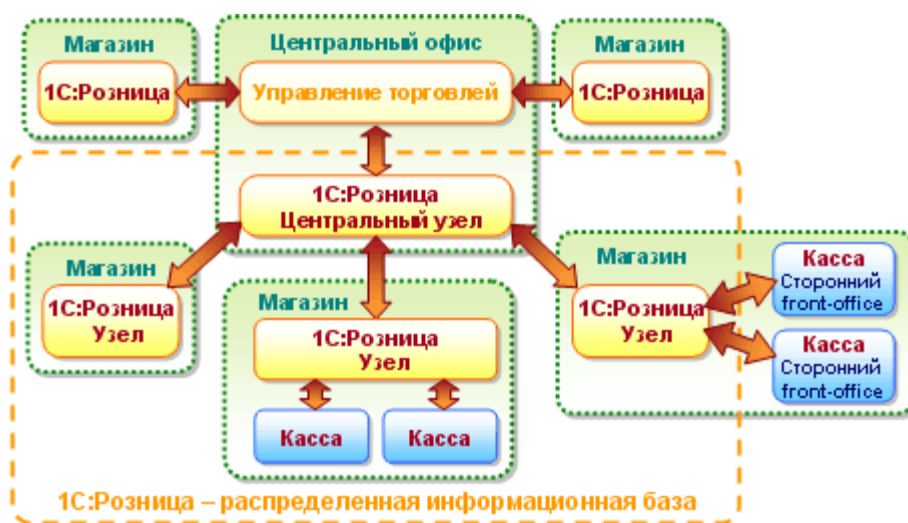 Магазин
Центральный офис
Магазин
1С:Розница
Управление торговлей
1С:Розница
1С:Розница
Центральный узел
Магазин
1С:Розница
Узел
Магазин
1С:Розница
Узел
Касса
Касса
Магазин
1С:Розница
Узел
Касса
Сторонний
front-office
Касса
Сторонний
front-office
1С:Розница – распределенная информационная база